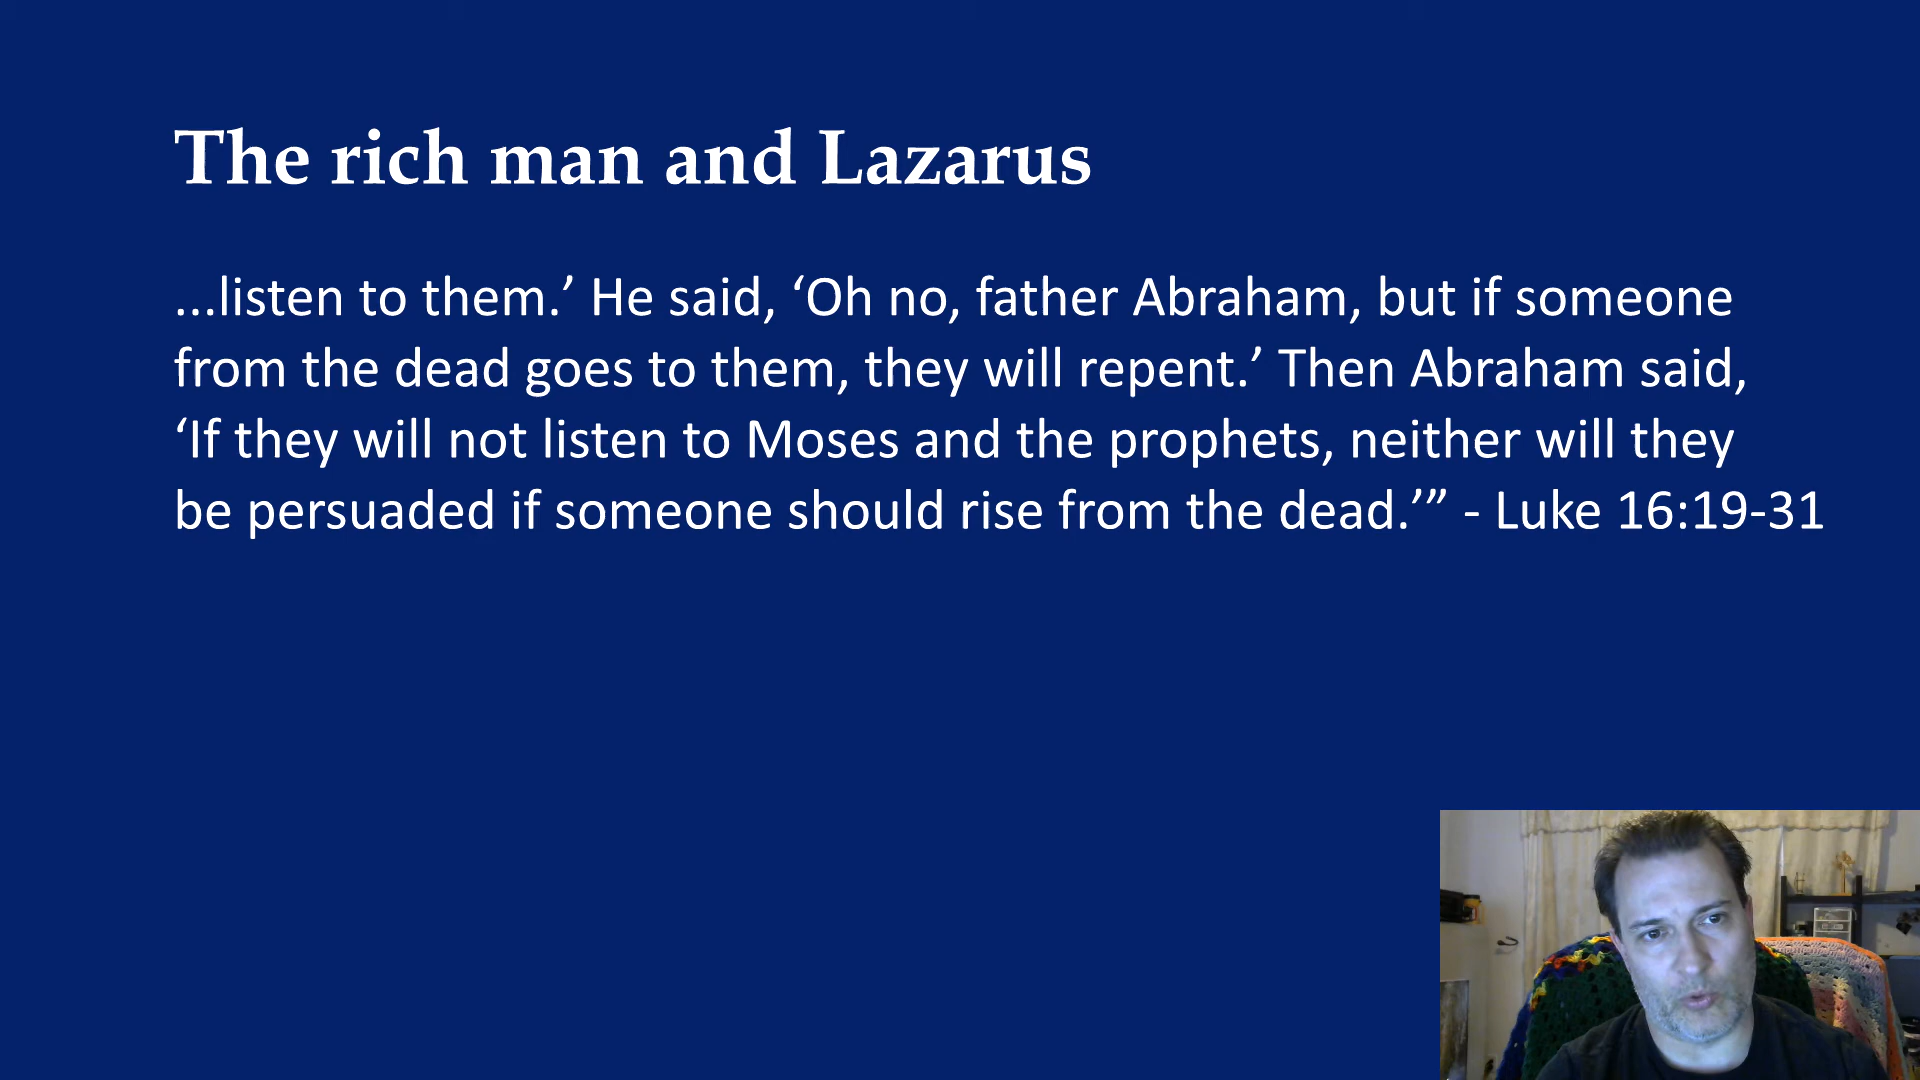 The rich man and Lazarus
...listen to them.’ He said, ‘Oh no, father Abraham, but if someone
from the dead goes to them, they will repent.’ Then Abraham said,
‘If they will not listen to Moses and the prophets, neither will they
be persuaded if someone should rise from the dead.’” - Luke 16:19-31